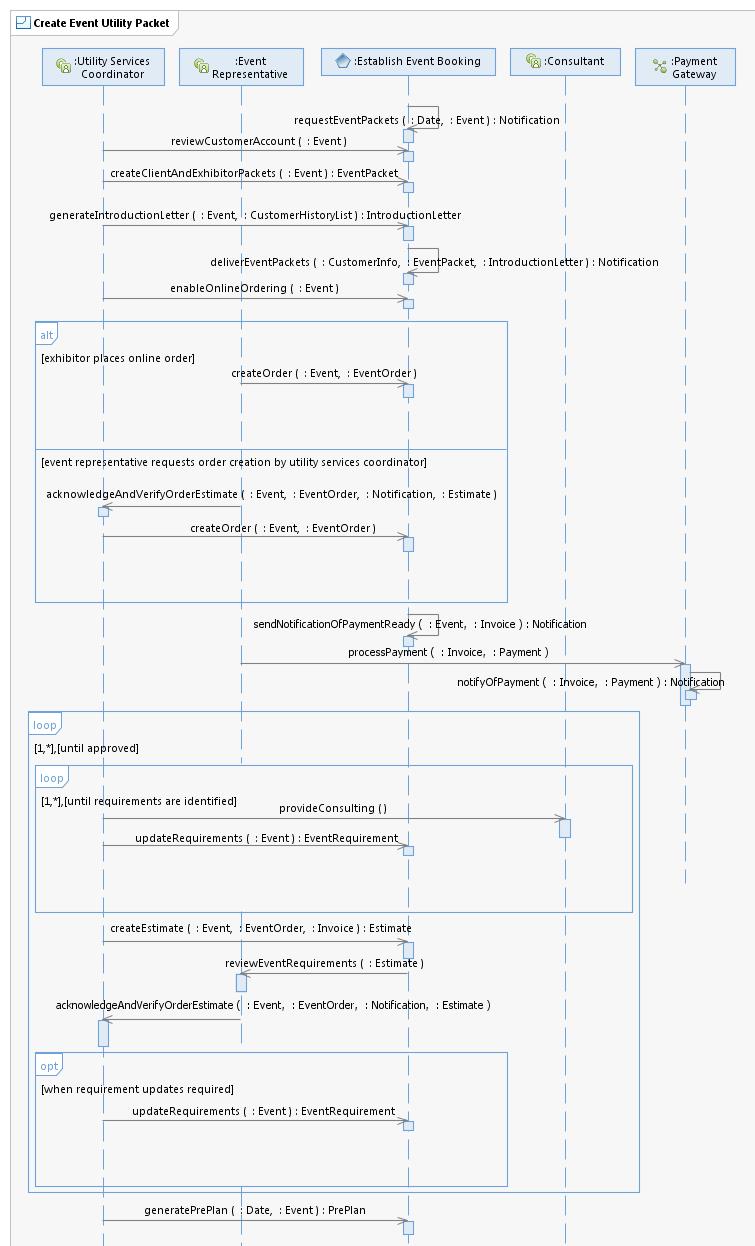 Create Event Utility Packet
:Utility Services
Coordinator
:Event
Representative
:Establish Event Booking
:Consultant
:Payment
Gateway
requestEventPackets ( : Date, : Event ) : Notification
reviewCustomerAccount ( : Event )
createClientAndExhibitorPackets ( : Event ) : EventPacket
generateIntroductionLetter ( : Event, : CustomerHistoryList ) : IntroductionLetter
deliverEventPackets ( : CustomerInfo, : EventPacket, : IntroductionLetter ) : Notification
enableOnlineOrdering ( : Event )
alt
[exhibitor places online order]
createOrder ( : Event, : EventOrder )
[event representative requests order creation by utility services coordinator]
acknowledgeAndVerifyOrderEstimate ( : Event, : EventOrder, : Notification, : Estimate )
createOrder ( : Event, : EventOrder )
sendNotificationOfPaymentReady ( : Event, : Invoice ) : Notification
processPayment ( : Invoice, : Payment )
notifyOfPayment ( : Invoice, : Payment ) : Notification
loop
[1,*],[until approved]
loop
[1,*],[until requirements are identified]
provideConsulting ( )
updateRequirements ( : Event ) : EventRequirement
createEstimate ( : Event, : EventOrder, : Invoice ) : Estimate
reviewEventRequirements ( : Estimate )
acknowledgeAndVerifyOrderEstimate ( : Event, : EventOrder, : Notification, : Estimate )
opt
[when requirement updates required]
updateRequirements ( : Event ) : EventRequirement
generatePrePlan ( : Date, : Event ) : PrePlan